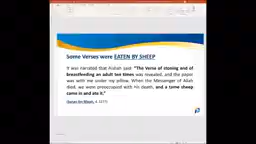 Some Verses were EATEN BY SHEEP
It was narrated that Aishah said: "The Verse of stoning and of
breastfeeding an adult ten times was revealed, and the paper
was with me under my pillow. When the Messenger of Allah
died, we were preoccupied with his death, and a tame sheep
came in and ate it."
(Sunan Ibn Majah,